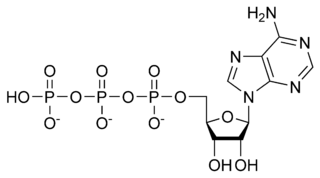 NH₂
N N
O O O
HO P O P O P O N N
O⁻ O⁻ O⁻ O
OH OH